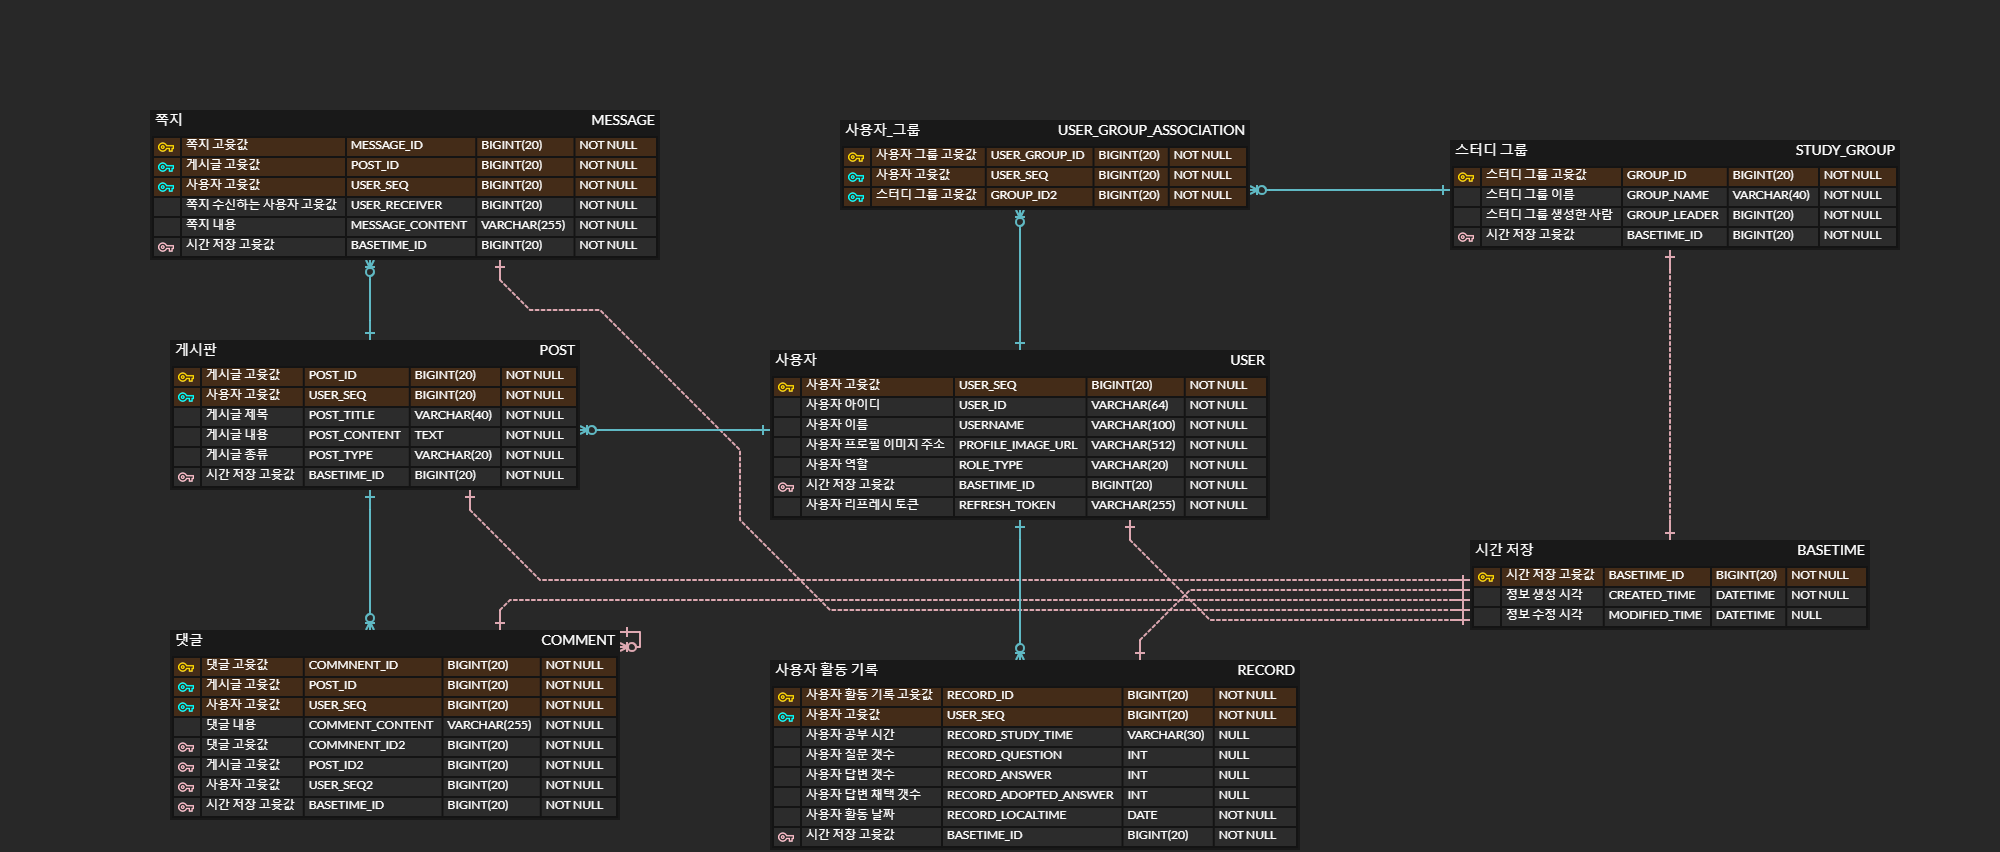 쪽지 MESSAGE
쪽지 고윳값 MESSAGE_ID BIGINT(20) NOT NULL
게시글 고윳값 POST_ID BIGINT(20) NOT NULL
사용자 고윳값 USER_SEQ BIGINT(20) NOT NULL
쪽지 수신하는 사용자 고윳값 USER_RECEIVER BIGINT(20) NOT NULL
쪽지 내용 MESSAGE_CONTENT VARCHAR(255) NOT NULL
시간 저장 고윳값 BASETIME_ID BIGINT(20) NOT NULL
사용자_그룹 USER_GROUP_ASSOCIATION
사용자 그룹 고윳값 USER_GROUP_ID BIGINT(20) NOT NULL
사용자 고윳값 USER_SEQ BIGINT(20) NOT NULL
스터디 그룹 고윳값 GROUP_ID2 BIGINT(20) NOT NULL
스터디 그룹 STUDY_GROUP
스터디 그룹 고윳값 GROUP_ID BIGINT(20) NOT NULL
스터디 그룹 이름 GROUP_NAME VARCHAR(40) NOT NULL
스터디 그룹 생성한 사람 GROUP_LEADER BIGINT(20) NOT NULL
시간 저장 고윳값 BASETIME_ID BIGINT(20) NOT NULL
게시판 POST
게시글 고윳값 POST_ID BIGINT(20) NOT NULL
사용자 고윳값 USER_SEQ BIGINT(20) NOT NULL
게시글 제목 POST_TITLE VARCHAR(40) NOT NULL
게시글 내용 POST_CONTENT TEXT NOT NULL
게시글 종류 POST_TYPE VARCHAR(20) NOT NULL
시간 저장 고윳값 BASETIME_ID BIGINT(20) NOT NULL
사용자 USER
사용자 고윳값 USER_SEQ BIGINT(20) NOT NULL
사용자 아이디 USER_ID VARCHAR(64) NOT NULL
사용자 이름 USERNAME VARCHAR(100) NOT NULL
사용자 프로필 이미지 주소 PROFILE_IMAGE_URL VARCHAR(512) NOT NULL
사용자 역할 ROLE_TYPE VARCHAR(20) NOT NULL
시간 저장 고윳값 BASETIME_ID BIGINT(20) NOT NULL
사용자 리프레시 토큰 REFRESH_TOKEN VARCHAR(255) NOT NULL
시간 저장 BASETIME
시간 저장 고윳값 BASETIME_ID BIGINT(20) NOT NULL
정보 생성 시각 CREATED_TIME DATETIME NOT NULL
정보 수정 시각 MODIFIED_TIME DATETIME NULL
댓글 COMMENT
댓글 고윳값 COMMNENT_ID BIGINT(20) NOT NULL
게시글 고윳값 POST_ID BIGINT(20) NOT NULL
사용자 고윳값 USER_SEQ BIGINT(20) NOT NULL
댓글 내용 COMMENT_CONTENT VARCHAR(255) NOT NULL
댓글 고윳값 COMMNENT_ID2 BIGINT(20) NOT NULL
게시글 고윳값 POST_ID2 BIGINT(20) NOT NULL
사용자 고윳값 USER_SEQ2 BIGINT(20) NOT NULL
시간 저장 고윳값 BASETIME_ID BIGINT(20) NOT NULL
사용자 활동 기록 RECORD
사용자 활동 기록 고윳값 RECORD_ID BIGINT(20) NOT NULL
사용자 고윳값 USER_SEQ BIGINT(20) NOT NULL
사용자 공부 시간 RECORD_STUDY_TIME VARCHAR(30) NULL
사용자 질문 갯수 RECORD_QUESTION INT NULL
사용자 답변 갯수 RECORD_ANSWER INT NULL
사용자 답변 채택 갯수 RECORD_ADOPTED_ANSWER INT NULL
사용자 활동 날짜 RECORD_LOCALTIME DATE NOT NULL
시간 저장 고윳값 BASETIME_ID BIGINT(20) NOT NULL